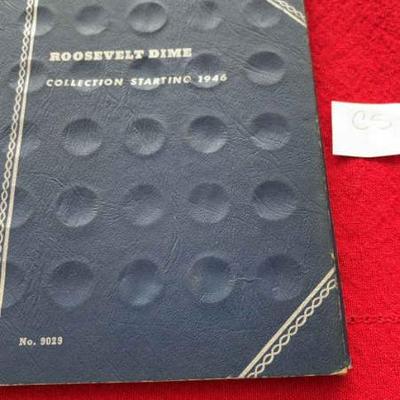 ROOSEVELT DIME
COLLECTION STARTING 1946
C5
No. 9029